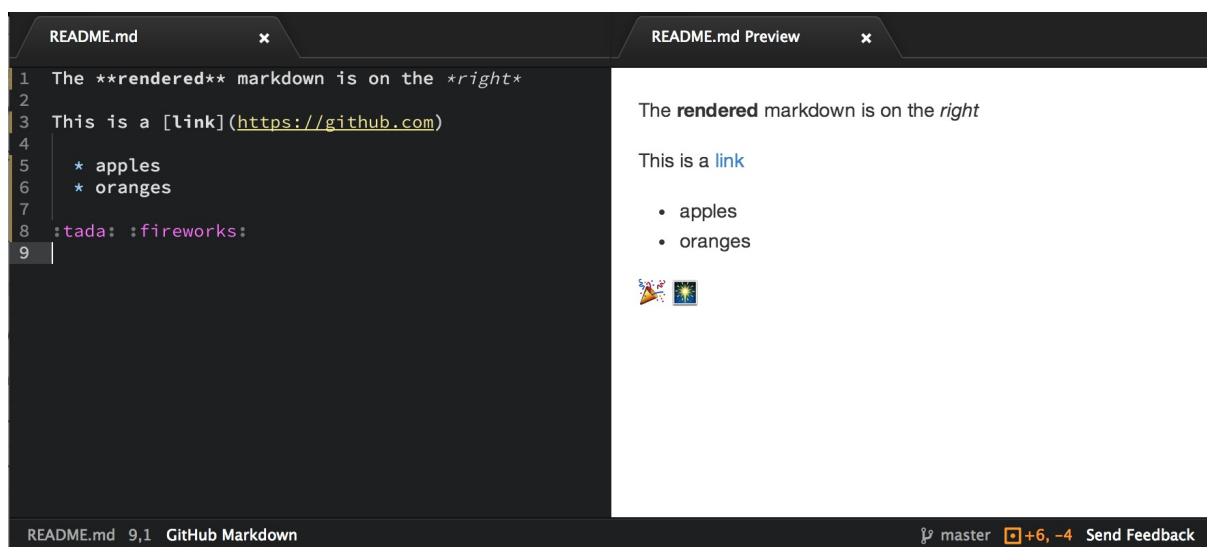 README.md
README.md Preview
1 The **rendered** markdown is on the *right*
2
3 This is a [link](https://github.com)
4
5 * apples
6 * oranges
7
8 :tada: :fireworks:
9
The rendered markdown is on the right
This is a link
• apples
• oranges
README.md 9,1 GitHub Markdown
master +6, -4 Send Feedback